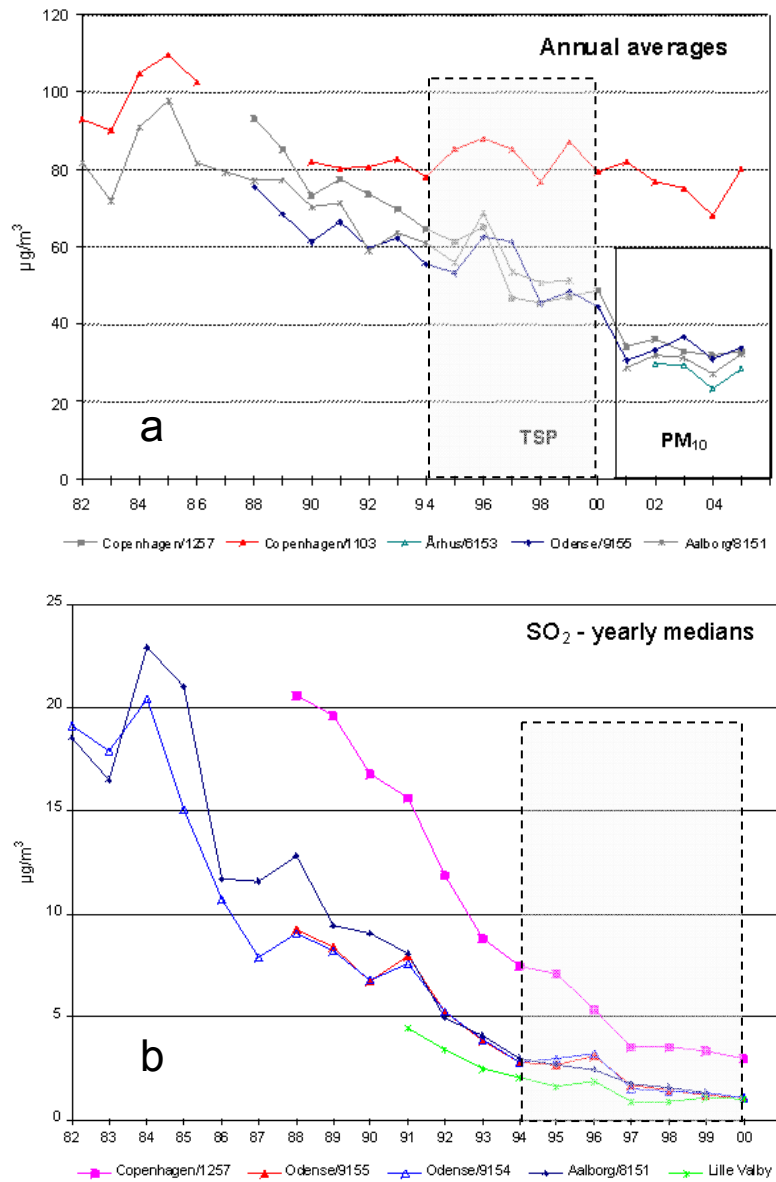 Annual averages
µg/m³
120
100
80
60
40
20
0
a
TSP
PM₁₀
82 84 86 88 90 92 94 96 98 00 02 04
Copenhagen/1257 Copenhagen/1103 Århus/6153 Odense/9155 Aalborg/8151
SO₂ - yearly medians
µg/m³
25
20
15
10
5
0
b
82 83 84 85 86 87 88 89 90 91 92 93 94 95 96 97 98 99 00
Copenhagen/1257 Odense/9155 Odense/9154 Aalborg/8151 Lille Valby